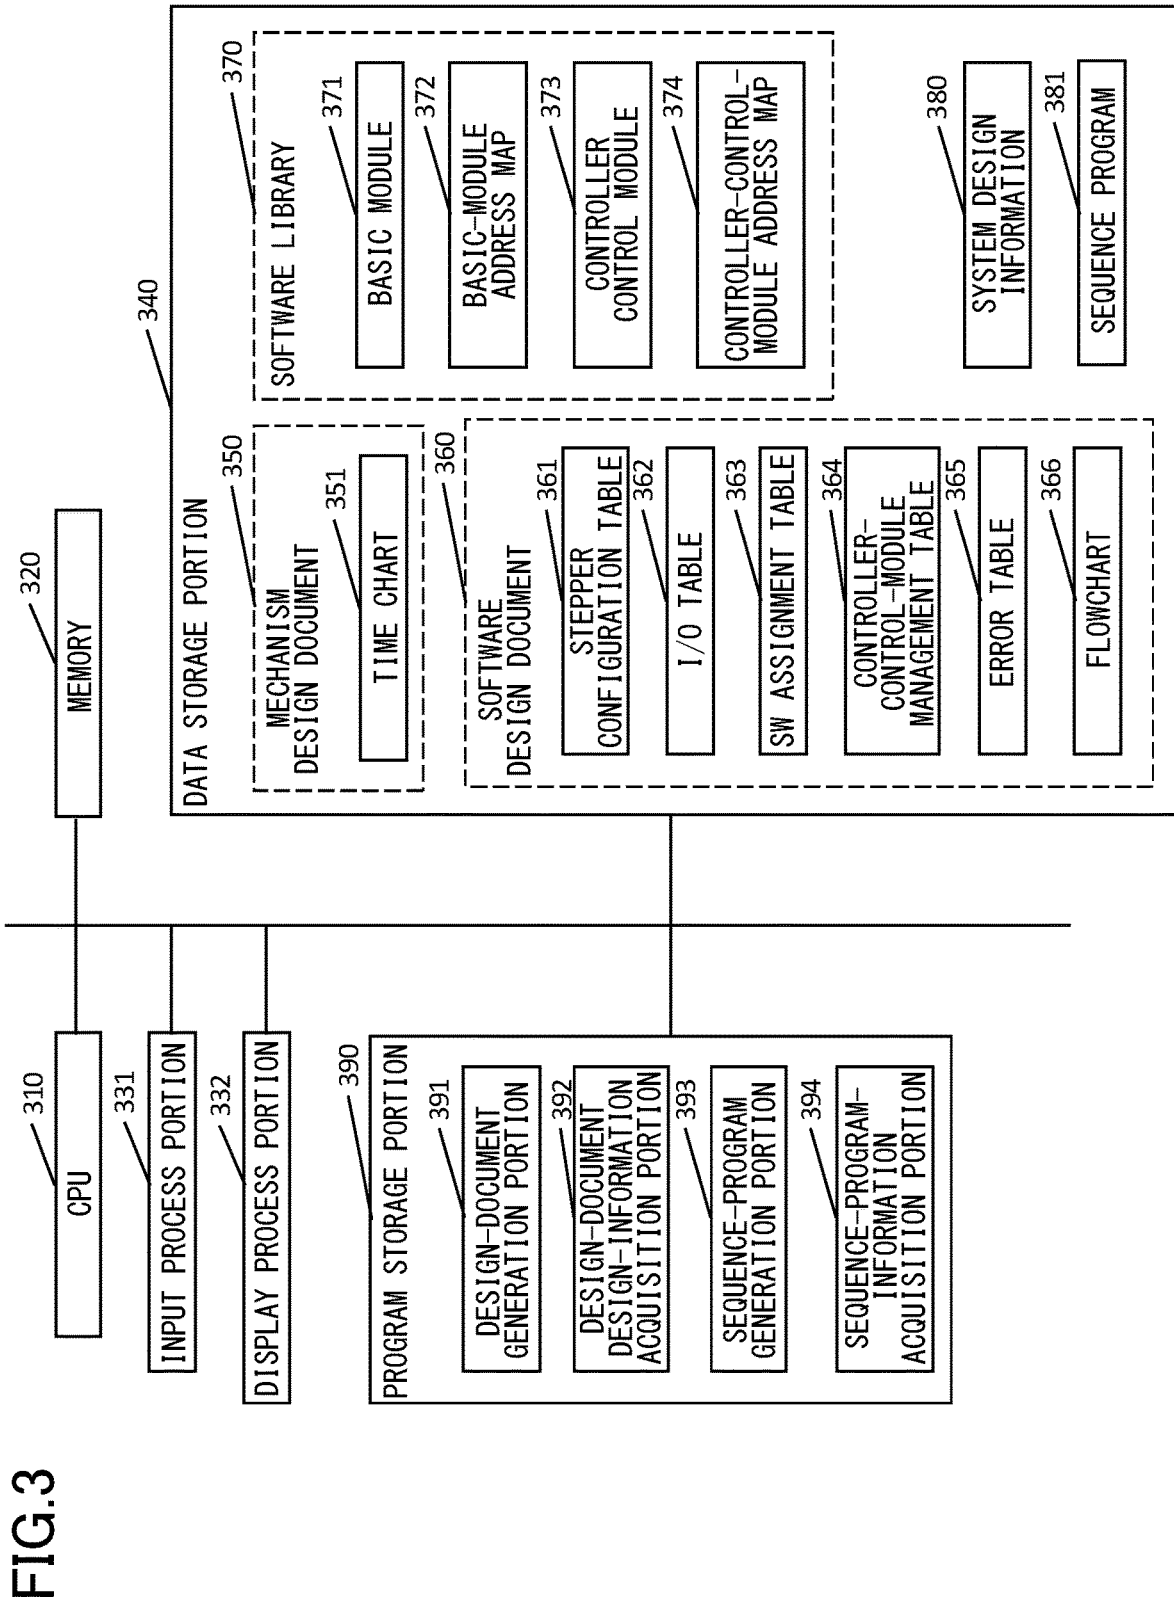 FIG.3
310
CPU
331
INPUT PROCESS PORTION
332
DISPLAY PROCESS PORTION
390
PROGRAM STORAGE PORTION
391
DESIGN-DOCUMENT
GENERATION PORTION
392
DESIGN-DOCUMENT
DESIGN-INFORMATION
ACQUISITION PORTION
393
SEQUENCE-PROGRAM
GENERATION PORTION
394
SEQUENCE-PROGRAM-
INFORMATION
ACQUISITION PORTION
320
MEMORY
340
DATA STORAGE PORTION
350
MECHANISM
DESIGN DOCUMENT
351
TIME CHART
360
SOFTWARE
DESIGN DOCUMENT
361
STEPPER
CONFIGURATION TABLE
362
I/O TABLE
363
SW ASSIGNMENT TABLE
364
CONTROLLER-
CONTROL-MODULE
MANAGEMENT TABLE
365
ERROR TABLE
366
FLOWCHART
370
SOFTWARE LIBRARY
371
BASIC MODULE
372
BASIC-MODULE
ADDRESS MAP
373
CONTROLLER
CONTROL MODULE
374
CONTROLLER-CONTROL-
MODULE ADDRESS MAP
380
SYSTEM DESIGN
INFORMATION
381
SEQUENCE PROGRAM